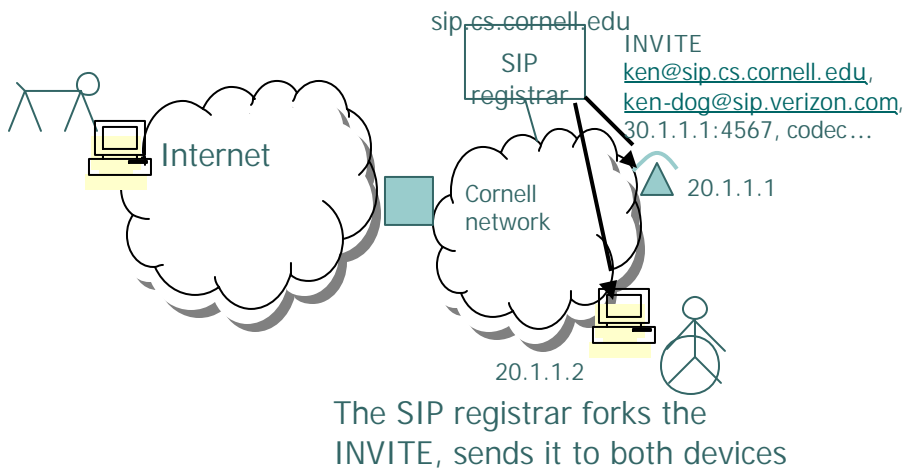 sip.cs.cornell.edu
SIP
registrar
INVITE
ken@sip.cs.cornell.edu,
ken-dog@sip.verizon.com,
30.1.1.1:4567, codec…
Internet
Cornell
network
20.1.1.1
20.1.1.2
The SIP registrar forks the
INVITE, sends it to both devices